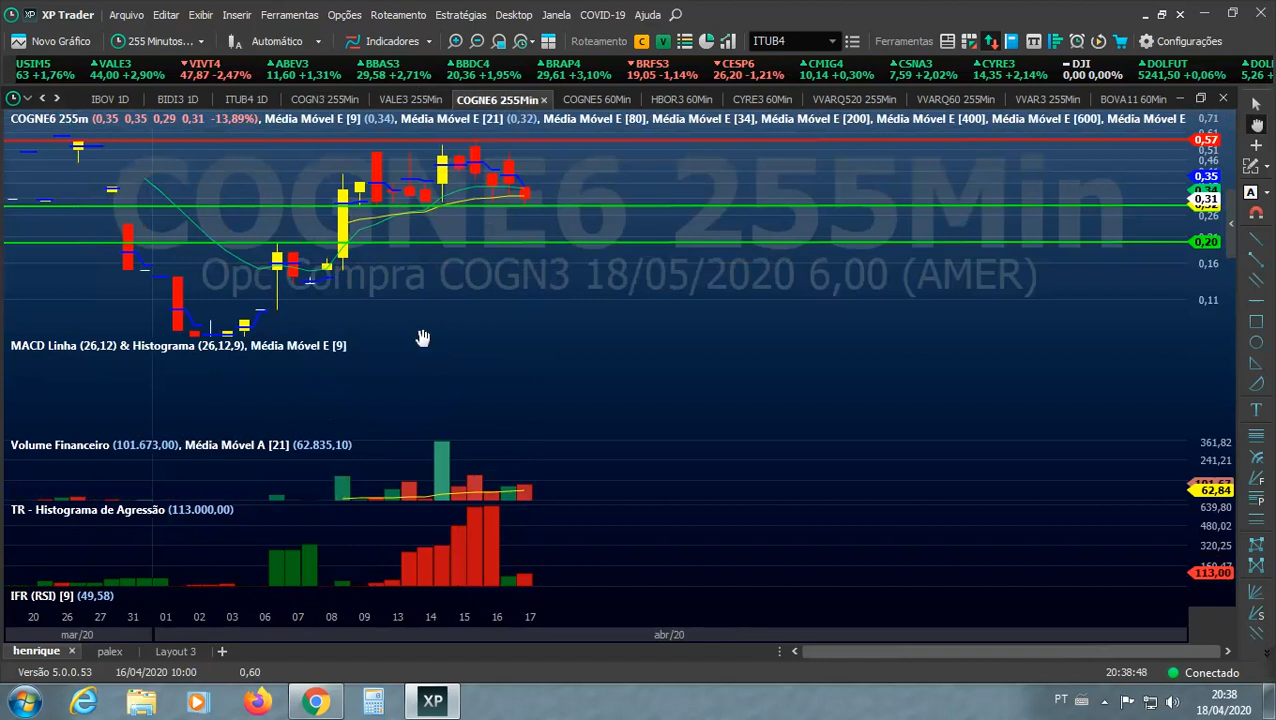 XP Trader Arquivo Editar Exibir Inserir Ferramentas Opções Roteamento Estratégias Desktop Janela COVID-19 Ajuda
Novo Gráfico 255 Minutos... Automático Indicadores Roteamento C V ITUB4 Ferramentas Configurações
USIM5 VALE3 VIVT4 ABEV3 BBAS3 BBDC4 BRAP4 BRFS3 CESP6 CMIG4 CSNA3 CYRE3 DJI DOLFUT DOLFU
63 +1,76% 44,00 +2,90% 47,87 -2,47% 11,60 +1,31% 29,58 +2,71% 20,36 +1,95% 29,61 +3,10% 19,05 -1,14% 26,20 -1,21% 10,14 +0,30% 7,59 +2,02% 14,35 +2,14% 0,00 0,00% 5241,50 +0,06% 5,26
IBOV 1D BIDI3 1D ITUB4 1D COGN3 255Min VALE3 255Min COGNE6 255Min COGNE5 60Min HBOR3 60Min CYRE3 60Min VVARQ520 255Min VVARQ60 255Min VVAR3 255Min BOVA11 60Min
COGNE6 255m (0,35 0,35 0,29 0,31 -13,89%), Média Móvel E [9] (0,34), Média Móvel E [21] (0,32), Média Móvel E [80], Média Móvel E [34], Média Móvel E [200], Média Móvel E [400], Média Móvel E [600], Média Móvel E
0,71
0,57
0,51
0,46
0,35
0,31
0,26
0,20
0,16
0,11
COGNE6 255Min
Opc Compra COGN3 18/05/2020 6,00 (AMER)
MACD Linha (26,12) & Histograma (26,12,9), Média Móvel E [9]
Volume Financeiro (101.673,00), Média Móvel A [21] (62.835,10)
361,82
241,21
62,84
TR - Histograma de Agressão (113.000,00)
639,80
480,02
320,25
113,00
IFR (RSI) [9] (49,58)
20 26 27 30 31 01 02 03 06 07 08 09 13 14 15 16 17
mar/20 abr/20
henrique palex Layout 3
Versão 5.0.0.53 16/04/2020 10:00 0,60 20:38:48 Conectado
XP PT 20:38
18/04/2020